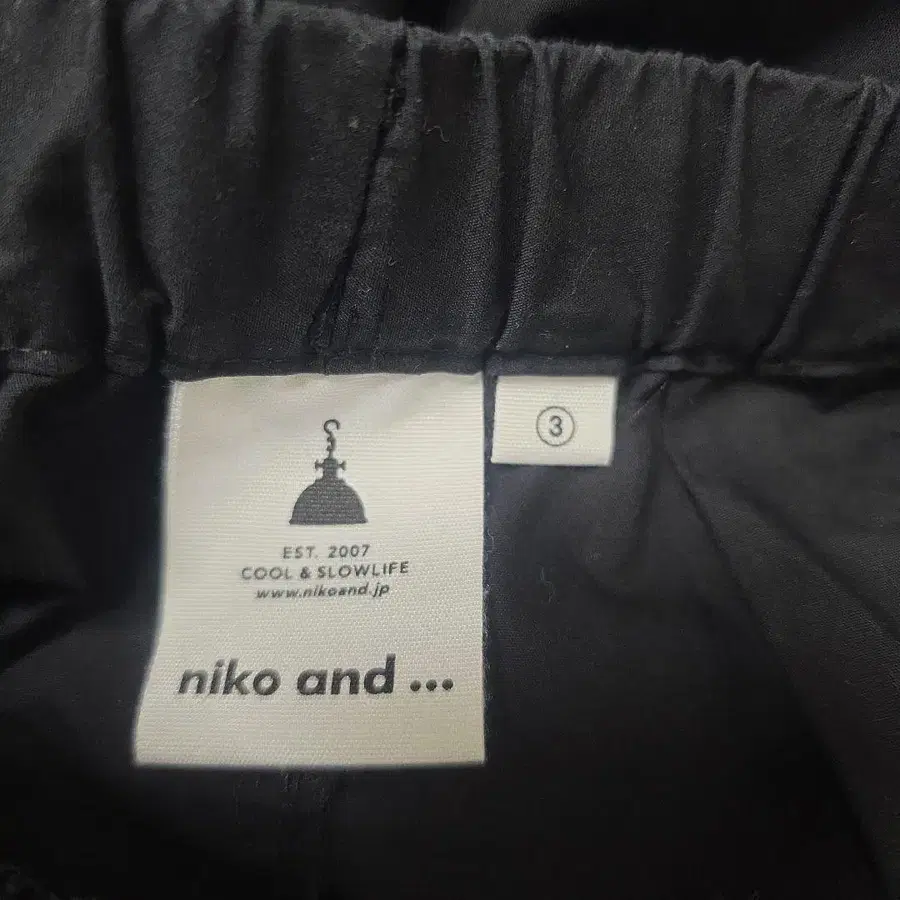 EST. 2007
COOL & SLOWLIFE
www.nikoand.jp
niko and ...
③